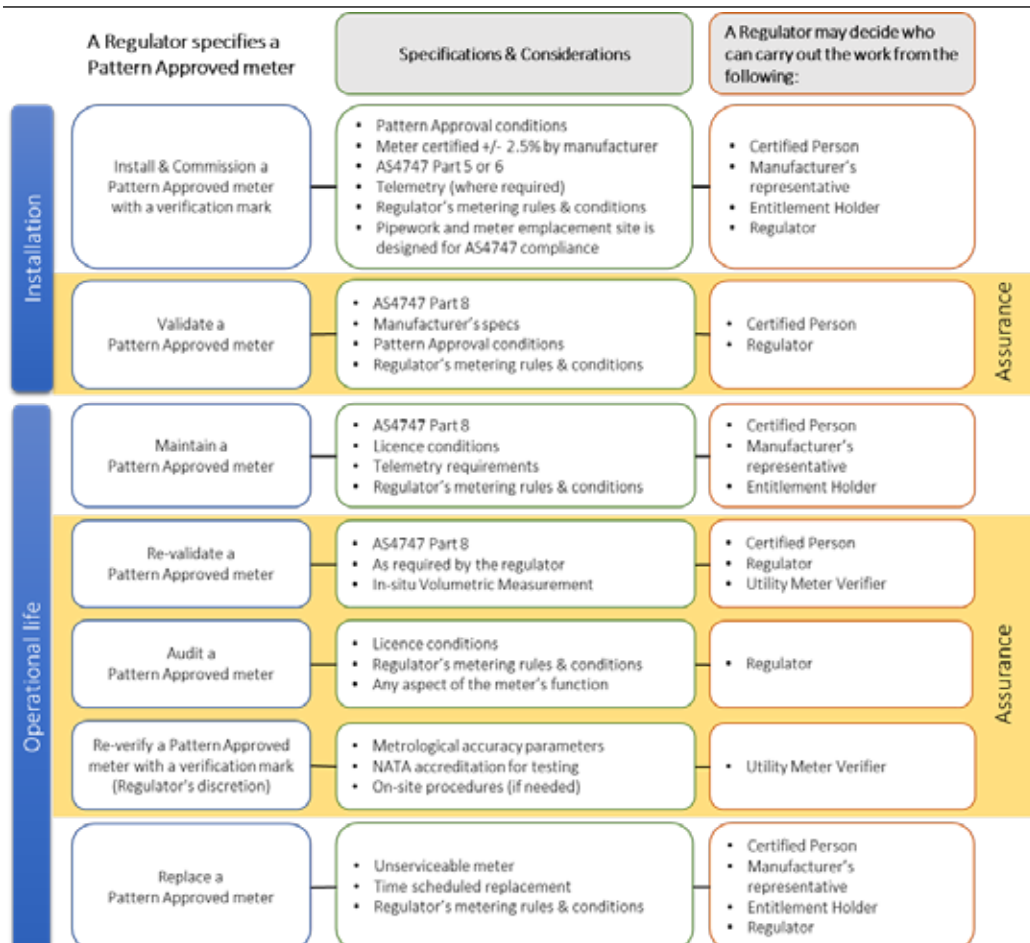 A Regulator specifies a
Pattern Approved meter
Specifications & Considerations
A Regulator may decide who
can carry out the work from the
following:
Installation
Install & Commission a
Pattern Approved meter
with a verification mark
• Pattern Approval conditions
• Meter certified +/- 2.5% by manufacturer
• AS4747 Part 5 or 6
• Telemetry (where required)
• Regulator's metering rules & conditions
• Pipework and meter emplacement site is
designed for AS4747 compliance
• Certified Person
• Manufacturer's
representative
• Entitlement Holder
• Regulator
Validate a
Pattern Approved meter
• AS4747 Part 8
• Manufacturer's specs
• Pattern Approval conditions
• Regulator's metering rules & conditions
• Certified Person
• Regulator
Assurance
Operational life
Maintain a
Pattern Approved meter
• AS4747 Part 8
• Licence conditions
• Telemetry requirements
• Regulator's metering rules & conditions
• Certified Person
• Manufacturer's
representative
• Entitlement Holder
Re-validate a
Pattern Approved meter
• AS4747 Part 8
• As required by the regulator
• In-situ Volumetric Measurement
• Certified Person
• Regulator
• Utility Meter Verifier
Audit a
Pattern Approved meter
• Licence conditions
• Regulator's metering rules & conditions
• Any aspect of the meter's function
• Regulator
Assurance
Re-verify a Pattern Approved
meter with a verification mark
(Regulator's discretion)
• Metrological accuracy parameters
• NATA accreditation for testing
• On-site procedures (if needed)
• Utility Meter Verifier
Replace a
Pattern Approved meter
• Unserviceable meter
• Time scheduled replacement
• Regulator's metering rules & conditions
• Certified Person
• Manufacturer's
representative
• Entitlement Holder
• Regulator